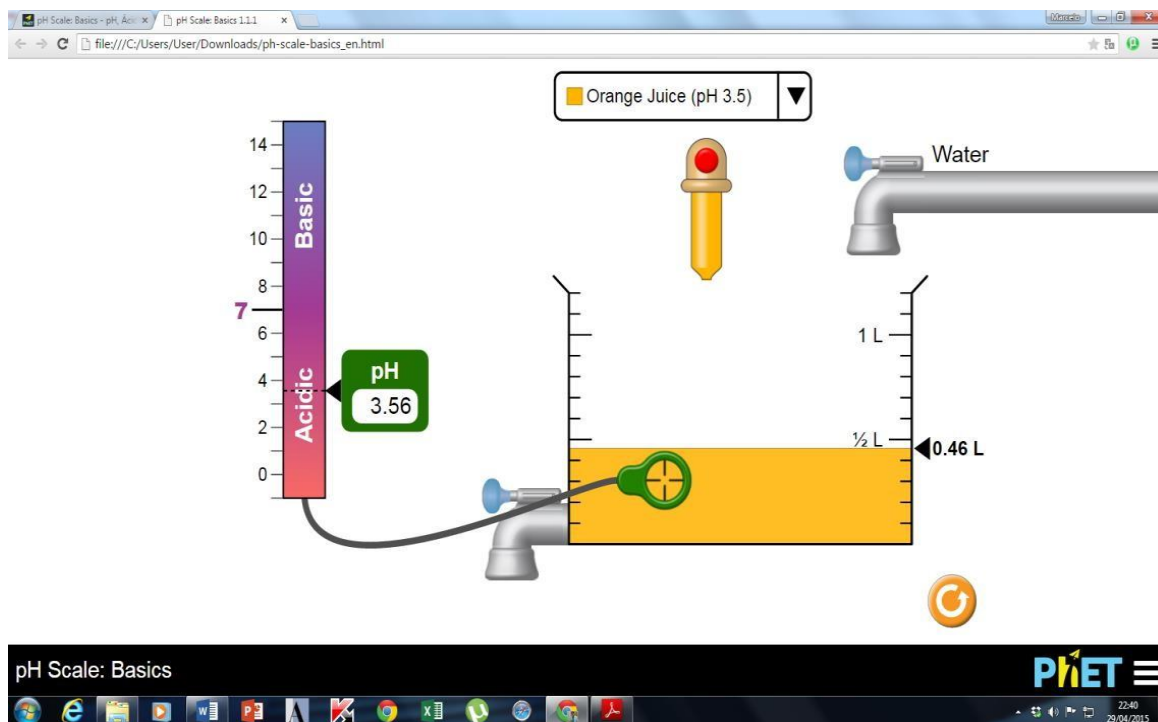 pH Scale: Basics - pH, Ácid
pH Scale: Basics 1.1.1
Marcelo
file:///C:/Users/User/Downloads/ph-scale-basics_en.html
Orange Juice (pH 3.5)
Water
14
12
10
8
7
6
4
2
0
Basic
Acidic
pH
3.56
1 L
½ L
0.46 L
pH Scale: Basics
PhET
22:40
29/04/2015